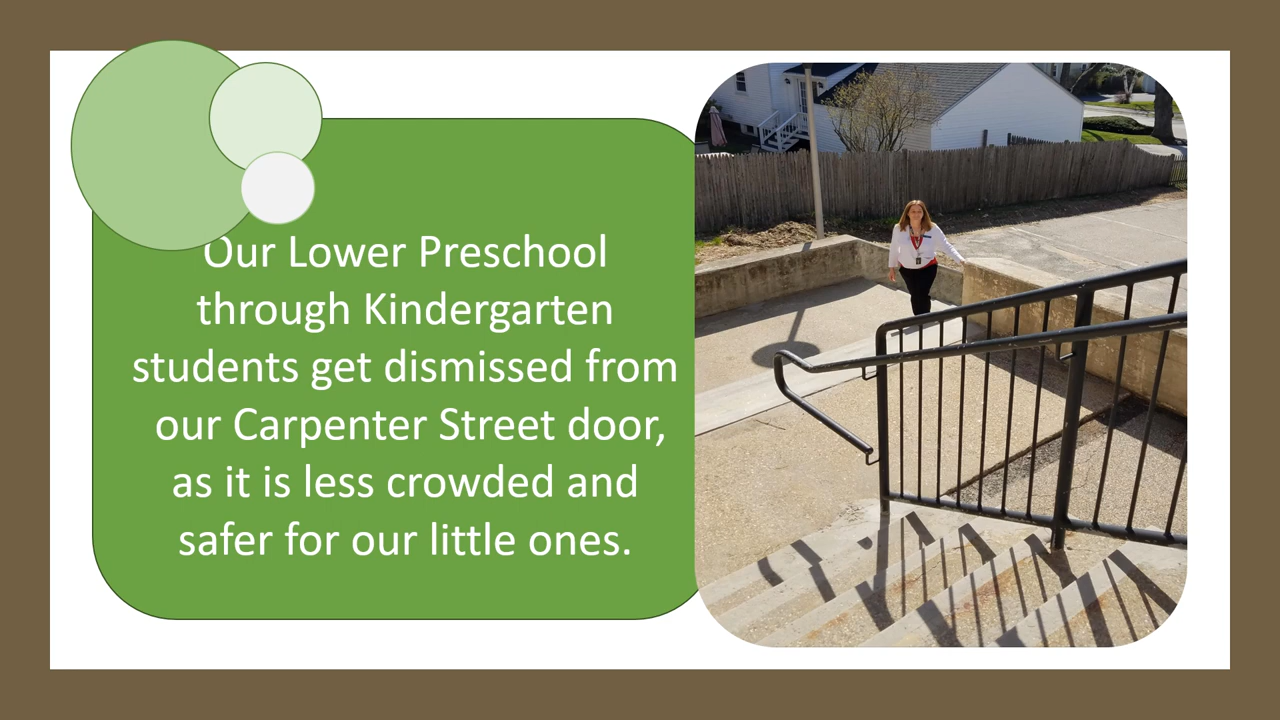 Our Lower Preschool
through Kindergarten
students get dismissed from
our Carpenter Street door,
as it is less crowded and
safer for our little ones.